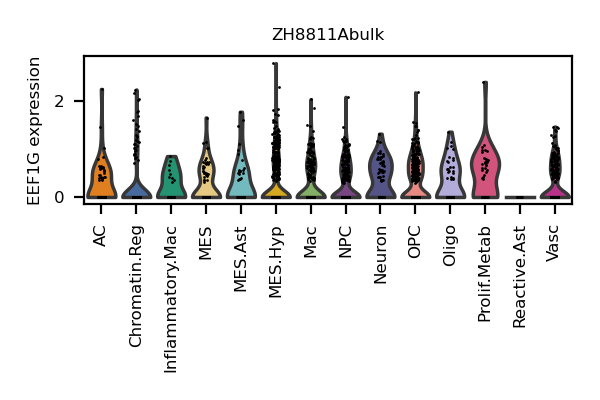 ZH8811Abulk
EEF1G expression
2
0
AC
Chromatin.Reg
Inflammatory.Mac
MES
MES.Ast
MES.Hyp
Mac
NPC
Neuron
OPC
Oligo
Prolif.Metab
Reactive.Ast
Vasc